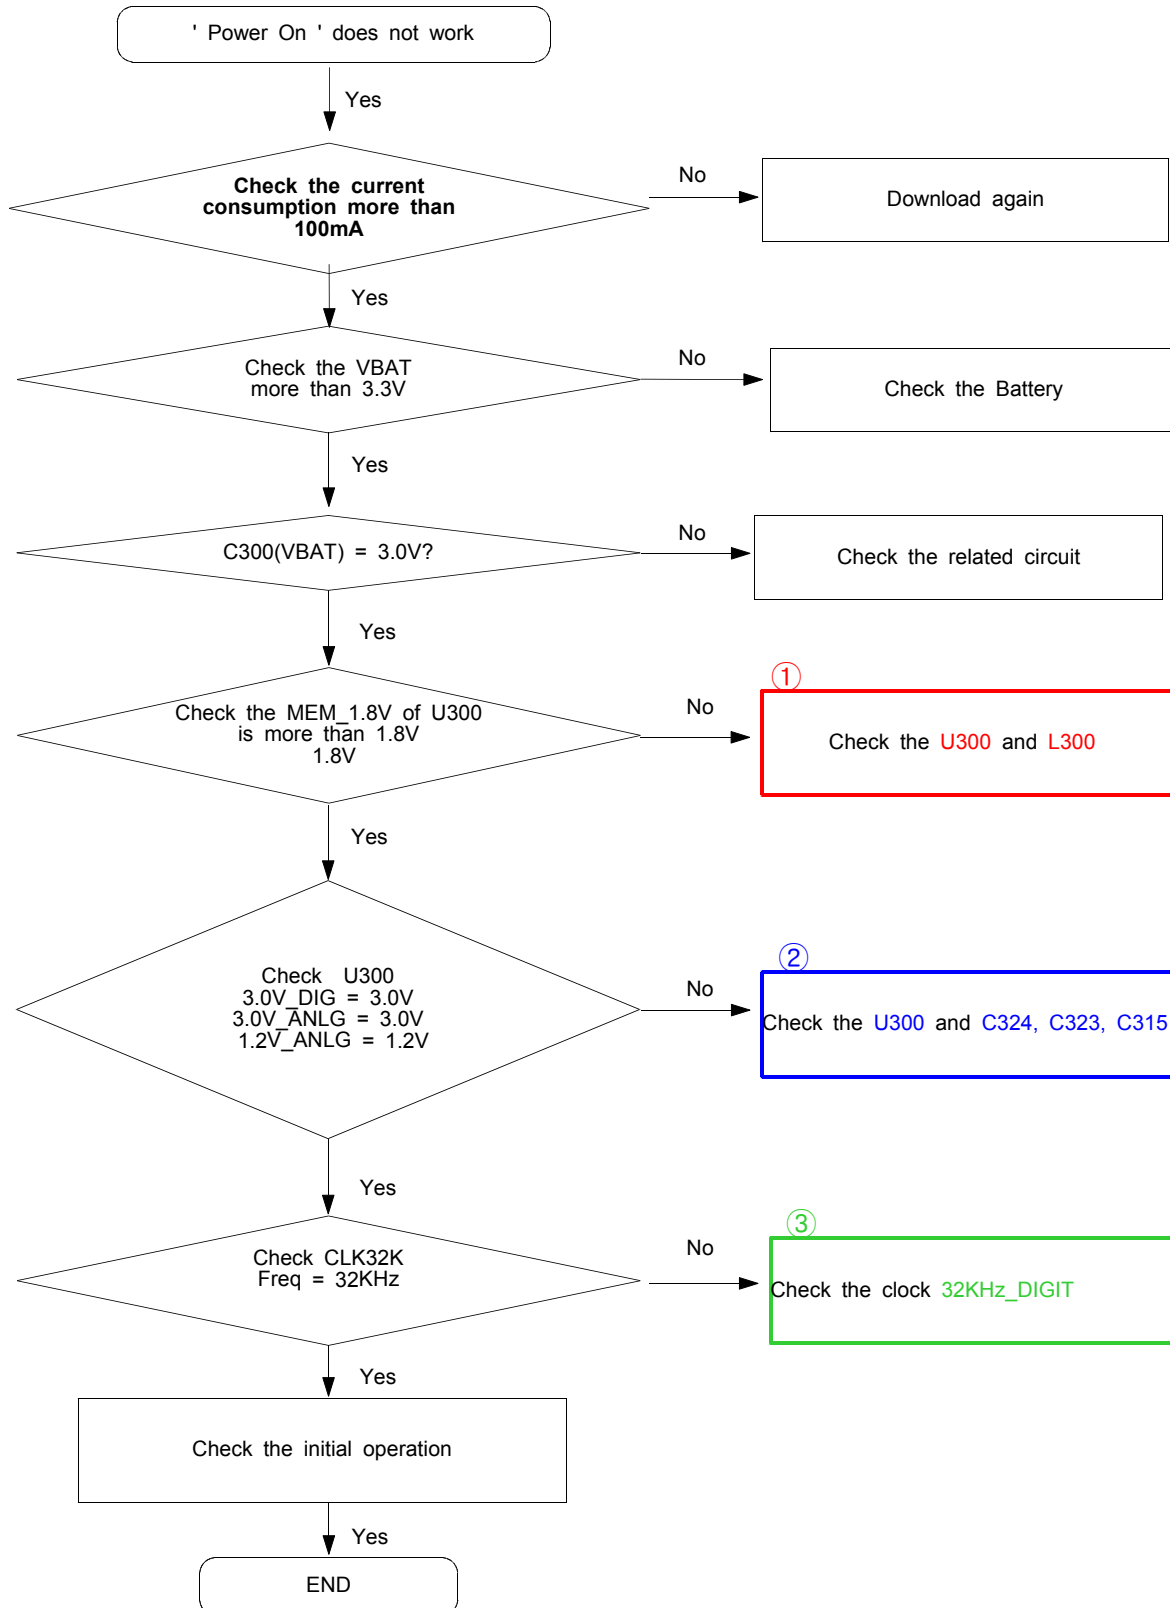 ' Power On ' does not work
Yes
Check the current
consumption more than
100mA
No
Download again
Yes
Check the VBAT
more than 3.3V
No
Check the Battery
Yes
C300(VBAT) = 3.0V?
No
Check the related circuit
Yes
Check the MEM_1.8V of U300
is more than 1.8V
1.8V
No
①
Check the U300 and L300
Yes
Check U300
3.0V_DIG = 3.0V
3.0V_ANLG = 3.0V
1.2V_ANLG = 1.2V
No
②
Check the U300 and C324, C323, C315
Yes
Check CLK32K
Freq = 32KHz
No
③
Check the clock 32KHz_DIGIT
Yes
Check the initial operation
Yes
END